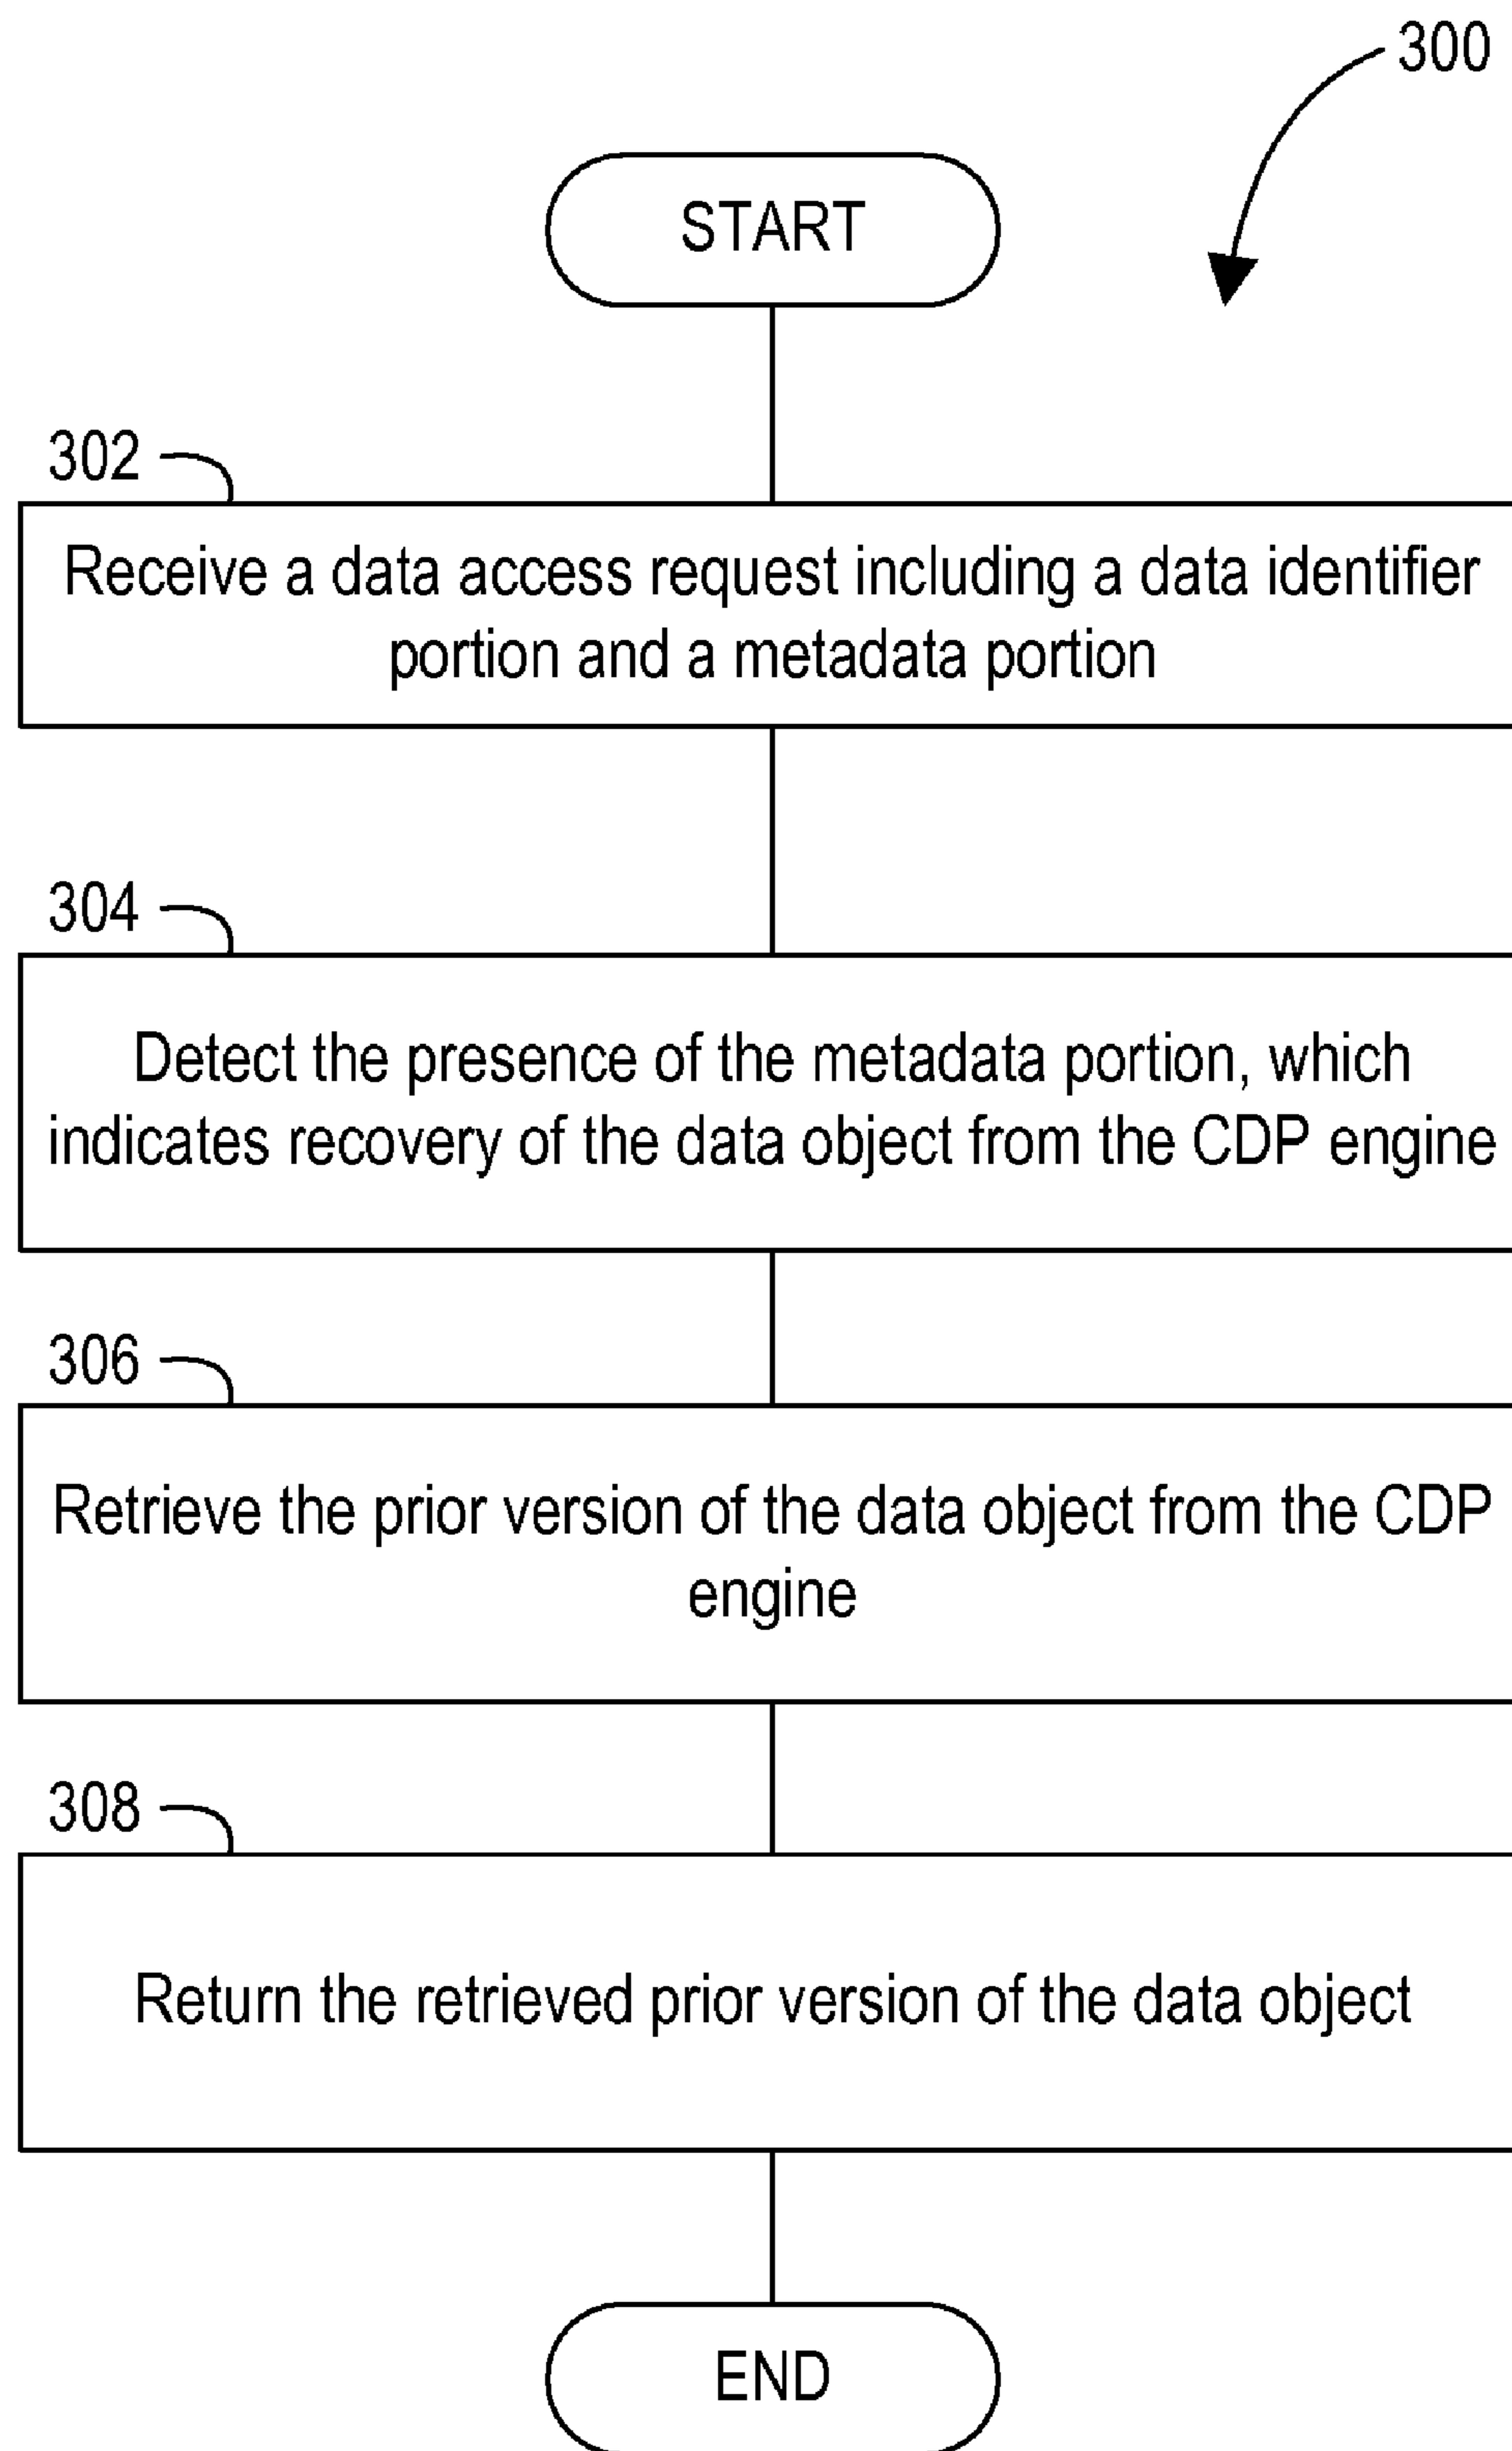 300
START
302
Receive a data access request including a data identifier
portion and a metadata portion
304
Detect the presence of the metadata portion, which
indicates recovery of the data object from the CDP engine
306
Retrieve the prior version of the data object from the CDP
engine
308
Return the retrieved prior version of the data object
END